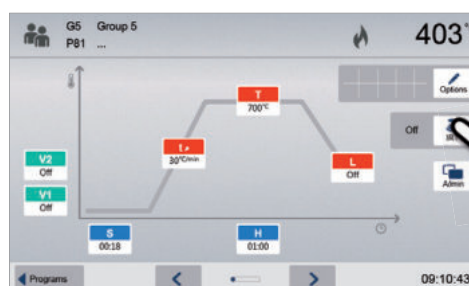 G5 Group 5
P81 ...
403°
Options
T
700°C
Off
t
30°C/min
V2
Off
L
Off
Admin
V1
Off
S
00:18
H
01:00
Programs
09:10:43